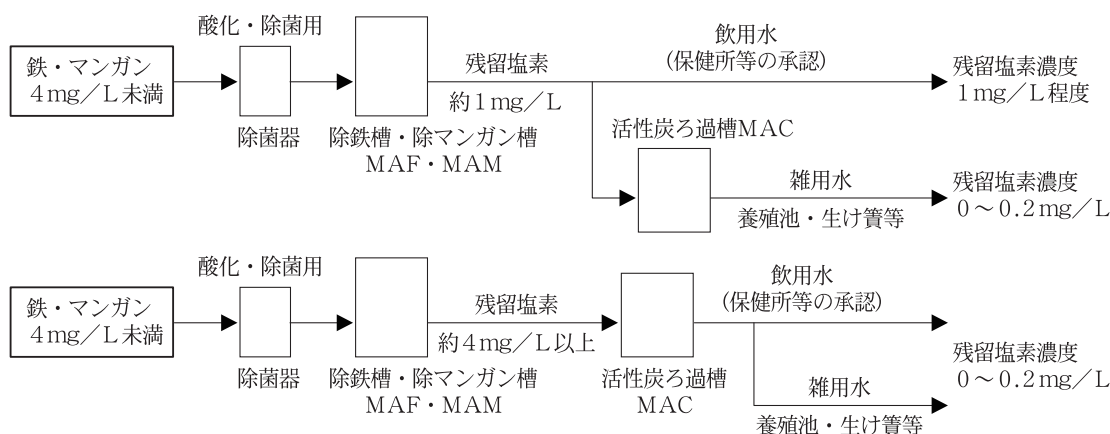 酸化・除菌用
鉄・マンガン
4mg/L未満
除菌器
除鉄槽・除マンガン槽
MAF・MAM
残留塩素
約1mg/L
飲用水
(保健所等の承認)
残留塩素濃度
1mg/L程度
活性炭ろ過槽MAC
雑用水
養殖池・生け簀等
残留塩素濃度
0～0.2mg/L
酸化・除菌用
鉄・マンガン
4mg/L未満
除菌器
除鉄槽・除マンガン槽
MAF・MAM
残留塩素
約4mg/L以上
活性炭ろ過槽
MAC
飲用水
(保健所等の承認)
雑用水
養殖池・生け簀等
残留塩素濃度
0～0.2mg/L